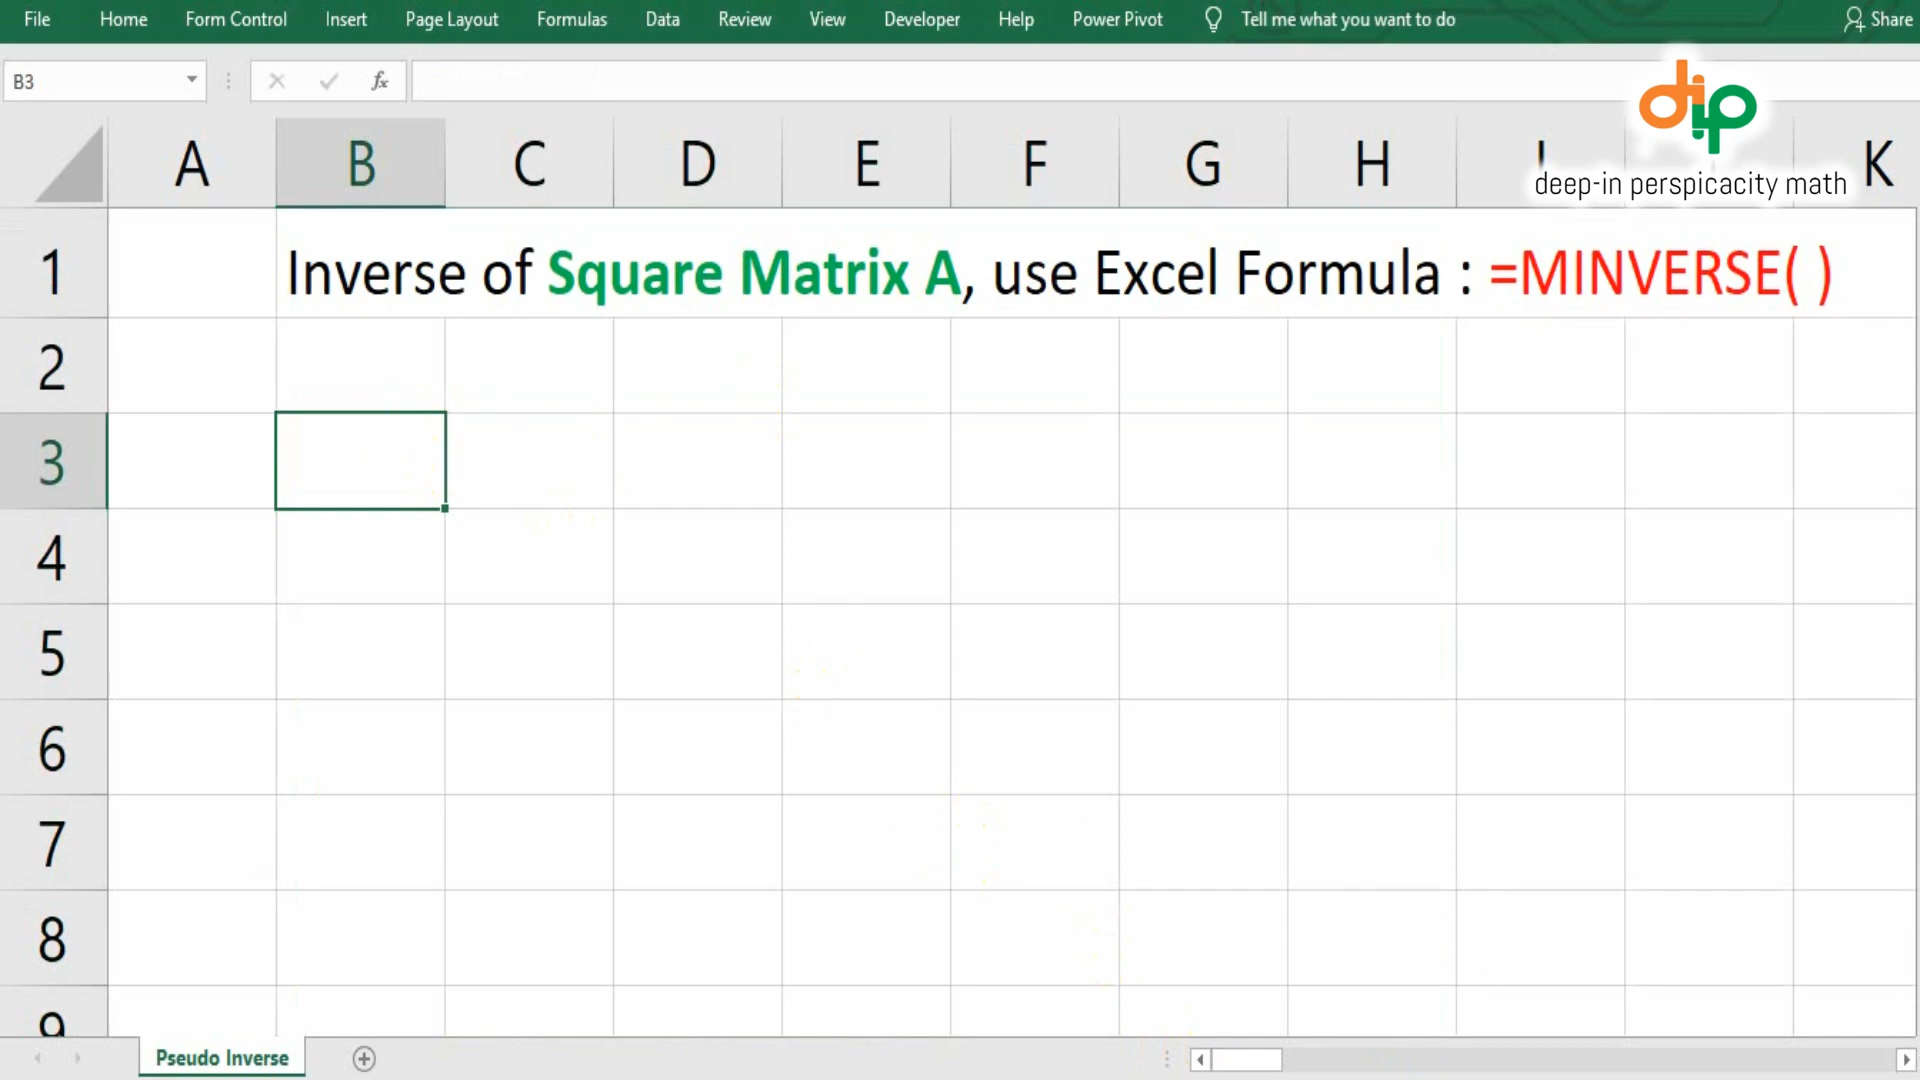 File Home Form Control Insert Page Layout Formulas Data Review View Developer Help Power Pivot Tell me what you want to do Share
B3 fx
dip
deep-in perspicacity math
A B C D E F G H K
1 Inverse of Square Matrix A, use Excel Formula : =MINVERSE( )
2
3
4
5
6
7
8
9
Pseudo Inverse